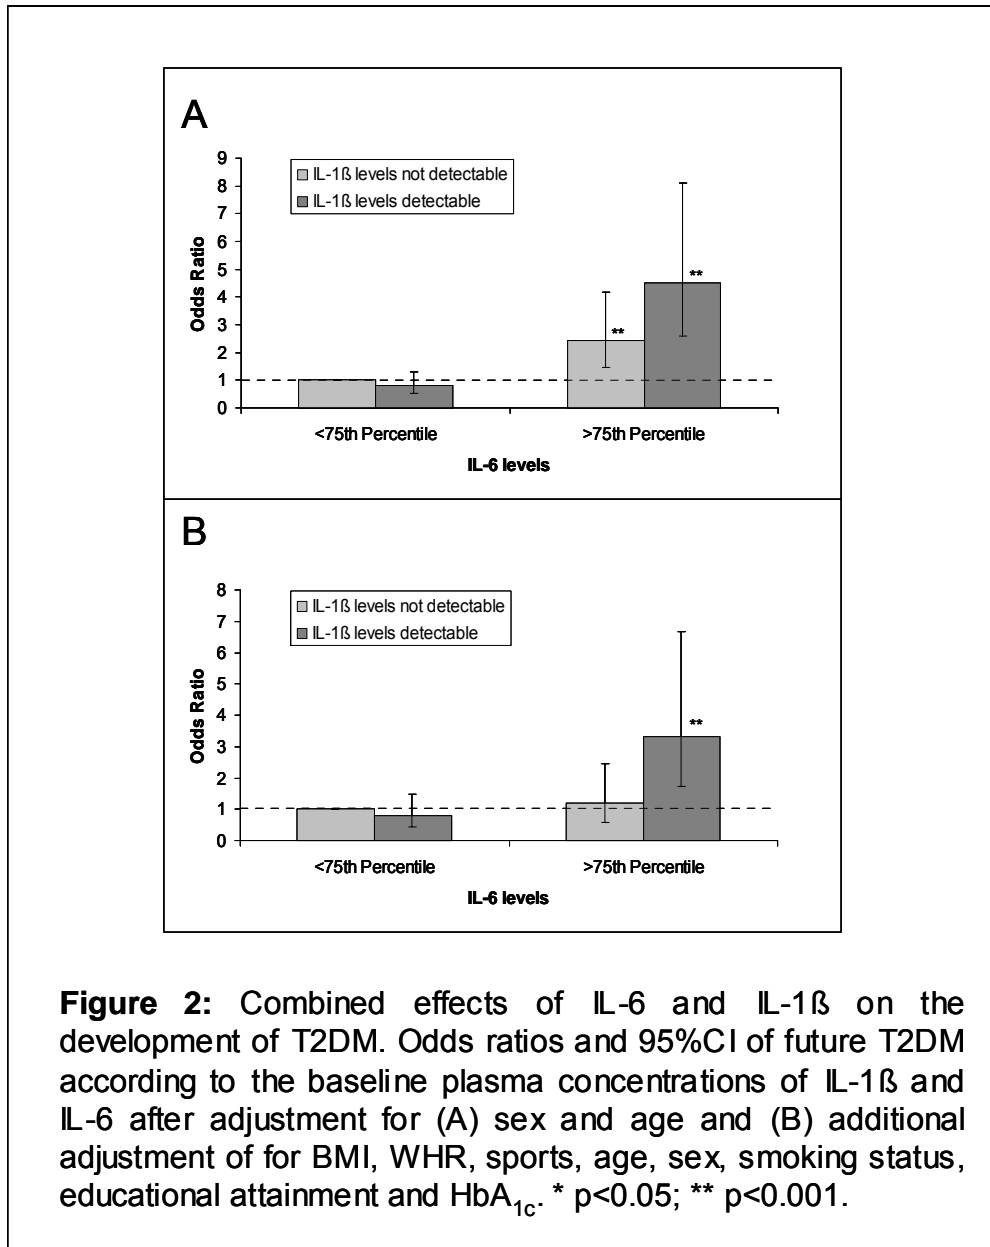 A
9
8
7
6
5
4
3
2
1
0
Odds Ratio
IL-1ß levels not detectable
IL-1ß levels detectable
**
**
<75th Percentile >75th Percentile
IL-6 levels
B
8
7
6
5
4
3
2
1
0
Odds Ratio
IL-1ß levels not detectable
IL-1ß levels detectable
**
<75th Percentile >75th Percentile
IL-6 levels
Figure 2: Combined effects of IL-6 and IL-1ß on the
development of T2DM. Odds ratios and 95%CI of future T2DM
according to the baseline plasma concentrations of IL-1ß and
IL-6 after adjustment for (A) sex and age and (B) additional
adjustment of for BMI, WHR, sports, age, sex, smoking status,
educational attainment and HbA1c. * p<0.05; ** p<0.001.